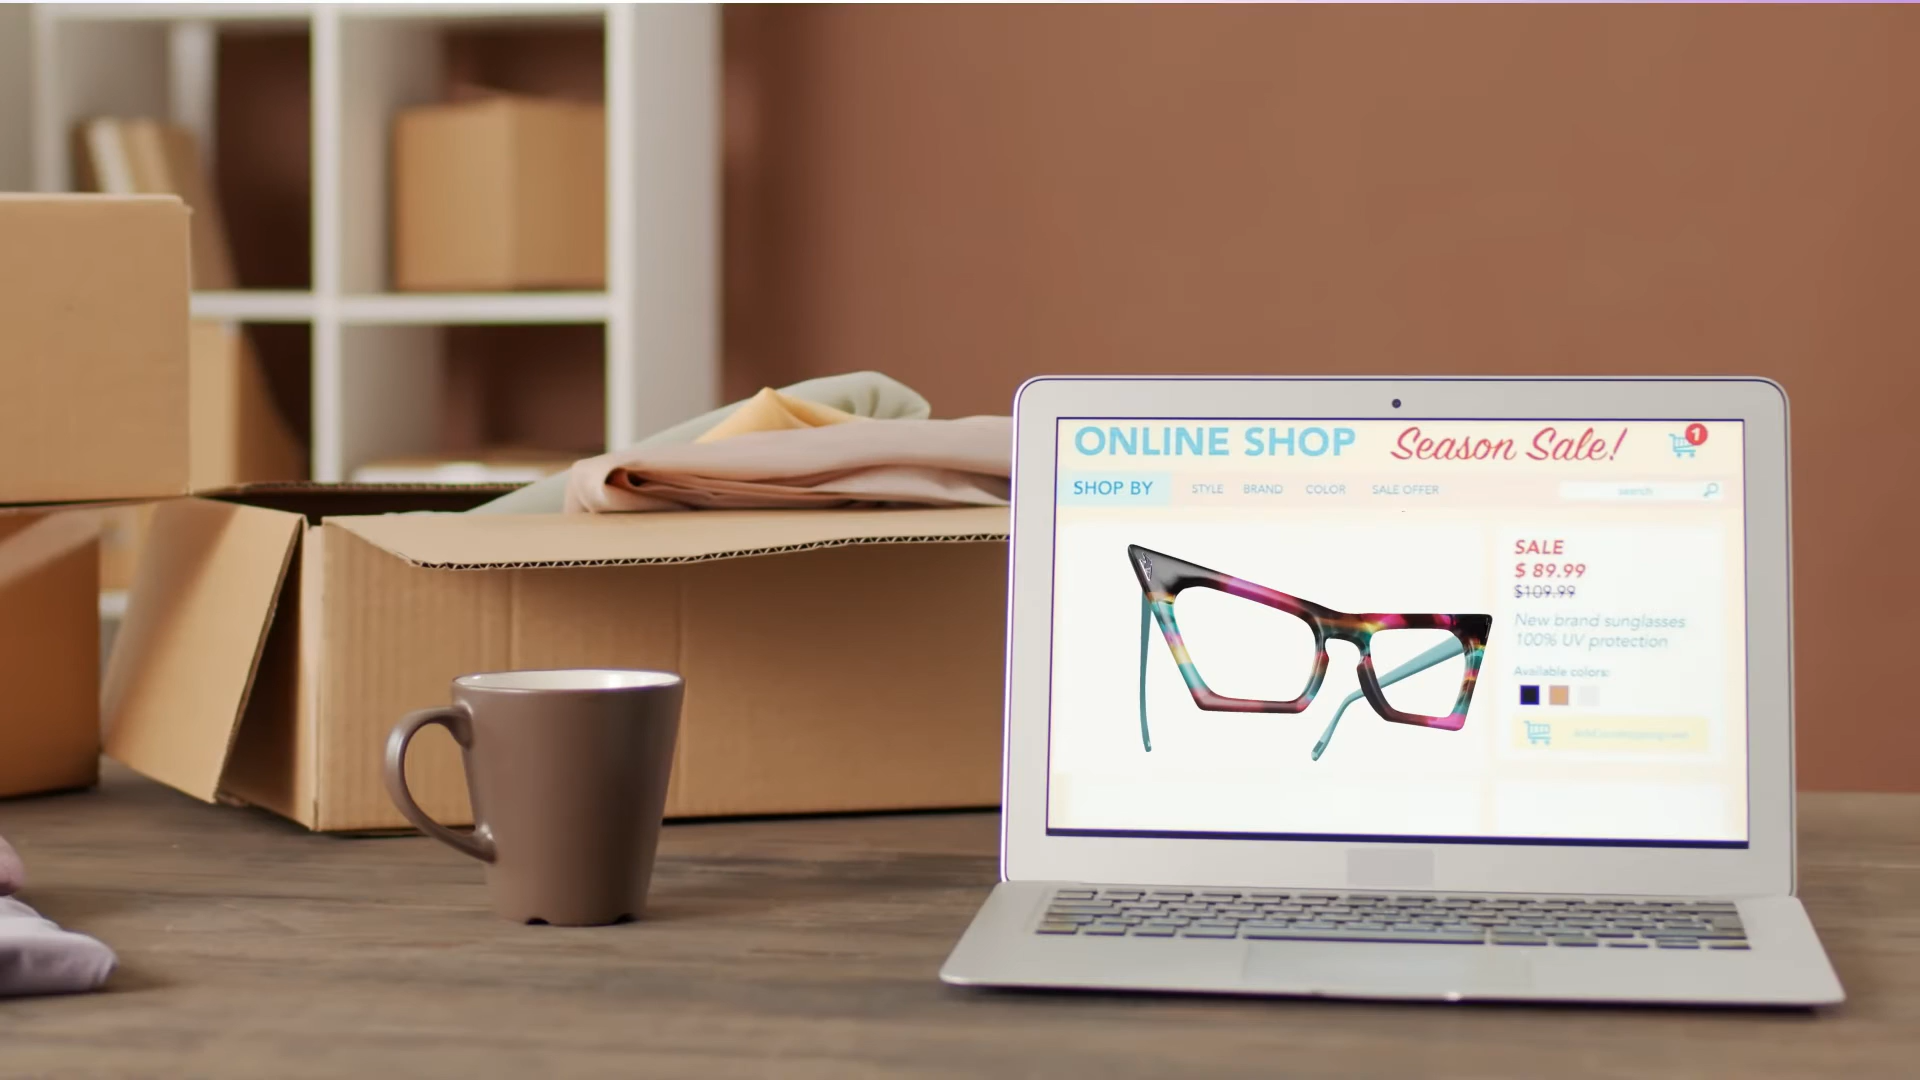 ONLINE SHOP Season Sale! 1
SHOP BY STYLE BRAND COLOR SALE OFFER search
SALE
$ 89.99
$109.99
New brand sunglasses
100% UV protection
Available colors: